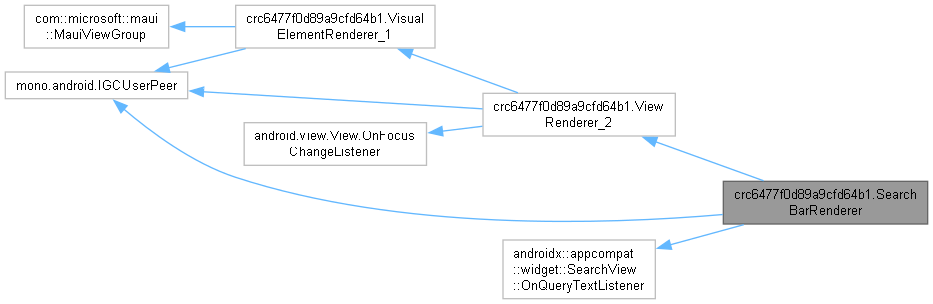 com::microsoft::maui
::MauiViewGroup
crc6477f0d89a9cfd64b1.Visual
ElementRenderer_1
mono.android.IGCUserPeer
crc6477f0d89a9cfd64b1.View
Renderer_2
android.view.View.OnFocus
ChangeListener
crc6477f0d89a9cfd64b1.Search
BarRenderer
androidx::appcompat
::widget::SearchView
::OnQueryTextListener